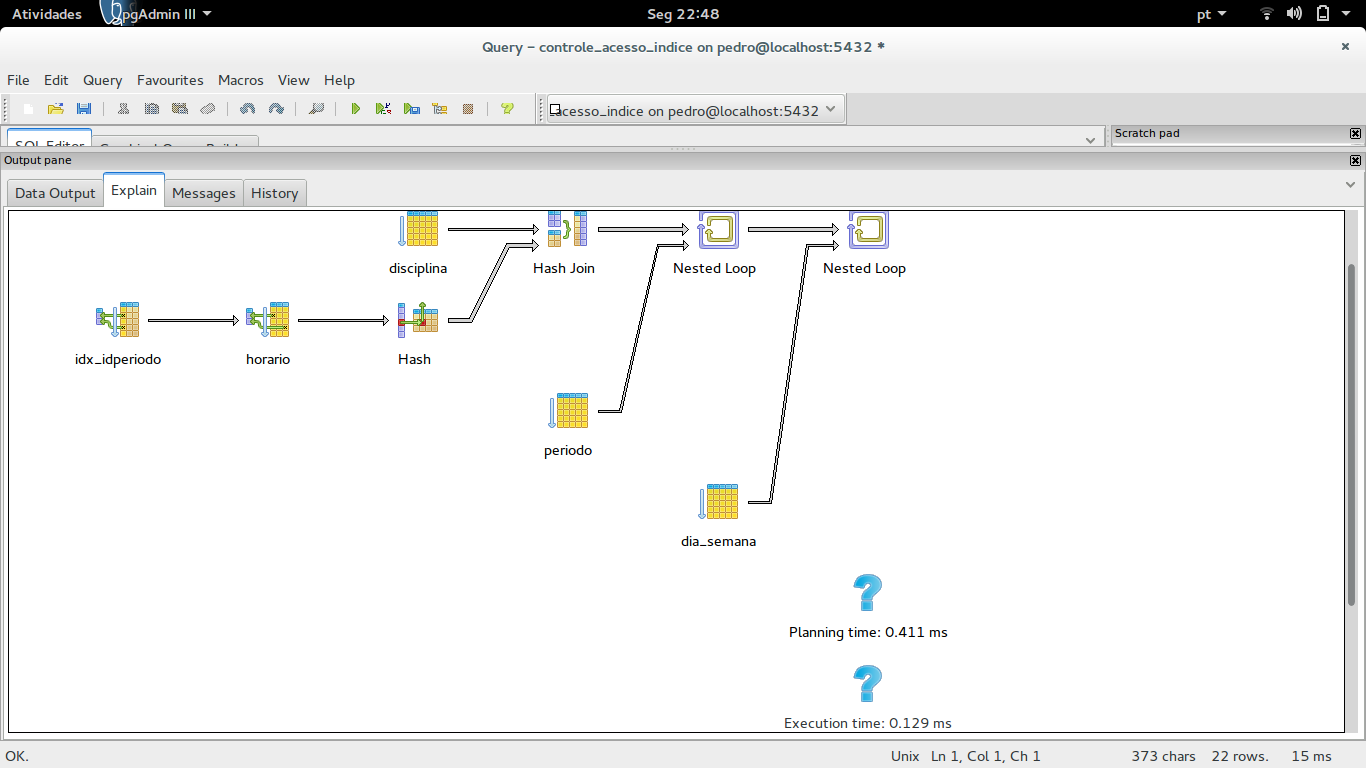 Atividades
pgAdmin III
Seg 22:48
pt
Query – controle_acesso_indice on pedro@localhost:5432 *
File Edit Query Favourites Macros View Help
acesso_indice on pedro@localhost:5432
SQL Editor
Scratch pad
Output pane
Data Output Explain Messages History
disciplina Hash Join Nested Loop Nested Loop
idx_idperiodo horario Hash
periodo
dia_semana
Planning time: 0.411 ms
Execution time: 0.129 ms
OK. Unix Ln 1, Col 1, Ch 1 373 chars 22 rows. 15 ms